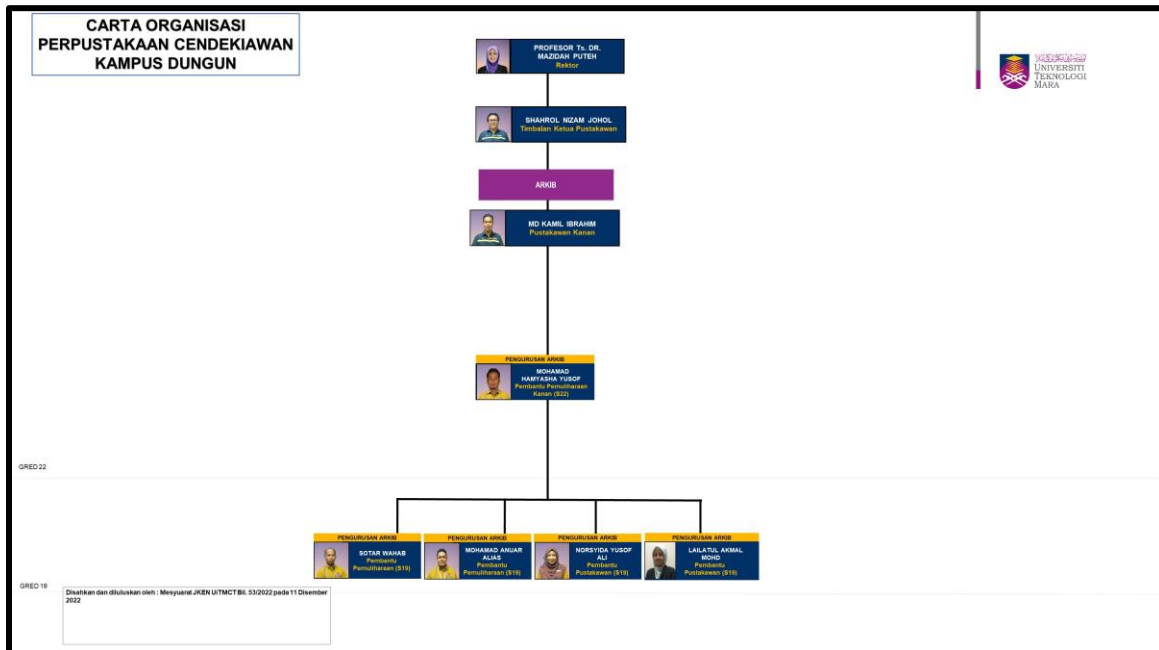 CARTA ORGANISASI
PERPUSTAKAAN CENDEKIAWAN
KAMPUS DUNGUN
UNIVERSITI
TEKNOLOGI
MARA
PROFESOR Ts. DR.
MAZIDAH PUTEH
Rektor
SHAHROL NIZAM JOHOL
Timbalan Ketua Pustakawan
ARKIB
MD KAMIL IBRAHIM
Pustakawan Kanan
PENGURUSAN ARKIB
MOHAMAD
HAMYASHA YUSOF
Pembantu Pemuliharaan
Kanan (S22)
GRED 22
PENGURUSAN ARKIB
SOTAR WAHAB
Pembantu
Pemuliharaan (S19)
PENGURUSAN ARKIB
MOHAMAD ANUAR
ALIAS
Pembantu
Pemuliharaan (S19)
PENGURUSAN ARKIB
NORSYIDA YUSOF
ALI
Pembantu
Pustakawan (S19)
PENGURUSAN ARKIB
LAILATUL AKMAL
MOHD
Pembantu
Pustakawan (S19)
GRED 19
Disahkan dan diluluskan oleh : Mesyuarat JKEN UiTMCT Bil. 53/2022 pada 11 Disember
2022